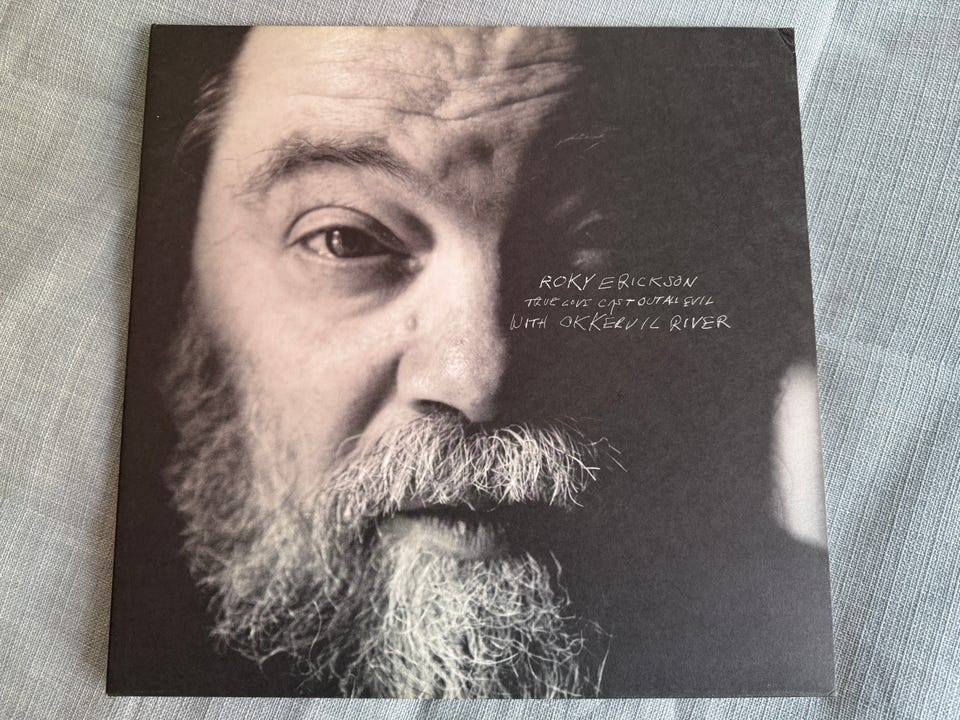 ROKY ERICKSON
TRUE LOVE CAST OUT ALL EVIL
WITH OKKERVIL RIVER